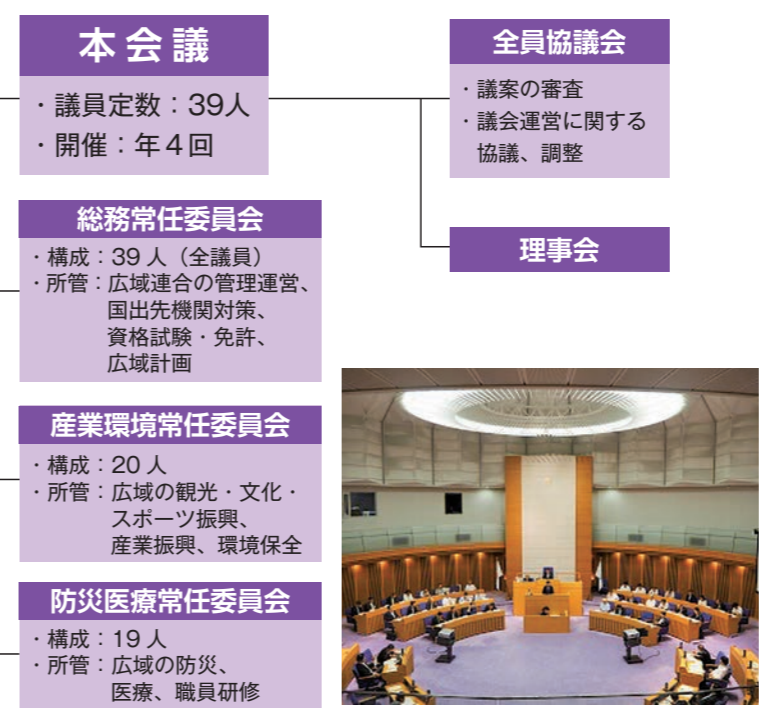 本会議
・議員定数：39人
・開催：年４回
全員協議会
・議案の審査
・議会運営に関する
協議、調整
理事会
総務常任委員会
・構成：39 人（全議員）
・所管：広域連合の管理運営、
国出先機関対策、
資格試験・免許、
広域計画
産業環境常任委員会
・構成：20 人
・所管：広域の観光・文化・
スポーツ振興、
産業振興、環境保全
防災医療常任委員会
・構成：19 人
・所管：広域の防災、
医療、職員研修